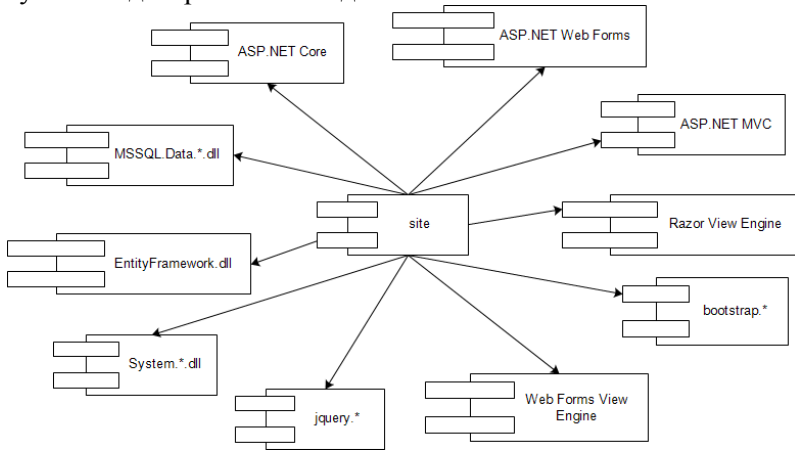 ASP.NET Core
ASP.NET Web Forms
ASP.NET MVC
MSSQL.Data.*.dll
site
Razor View Engine
EntityFramework.dll
bootstrap.*
System.*.dll
jquery.*
Web Forms View
Engine